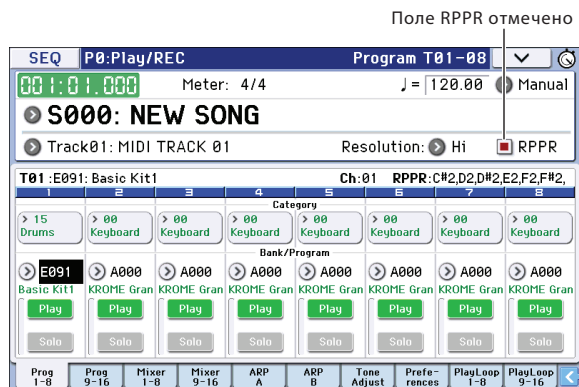 Поле RPPR отмечено
SEQ P0:Play/REC Program T01-08
001:01.000 Meter: 4/4 ♩= 120.00 Manual
S000: NEW SONG
Track01: MIDI TRACK 01 Resolution: Hi RPPR
T01 :E091: Basic Kit1 Ch:01 RPPR:C#2,D2,D#2,E2,F2,F#2,
1 2 3 4 5 6 7 8
Category
> 15 > 00 > 00 > 00 > 00 > 00 > 00 > 00
Drums Keyboard Keyboard Keyboard Keyboard Keyboard Keyboard Keyboard
Bank/Program
E091 A000 A000 A000 A000 A000 A000 A000
Basic Kit1 KROME Gran KROME Gran KROME Gran KROME Gran KROME Gran KROME Gran KROME Gran
Play Play Play Play Play Play Play Play
Solo Solo Solo Solo Solo Solo Solo Solo
Prog Prog Mixer Mixer ARP ARP Tone Prefe- PlayLoop PlayLoop
1-8 9-16 1-8 9-16 A B Adjust rences 1-8 9-16